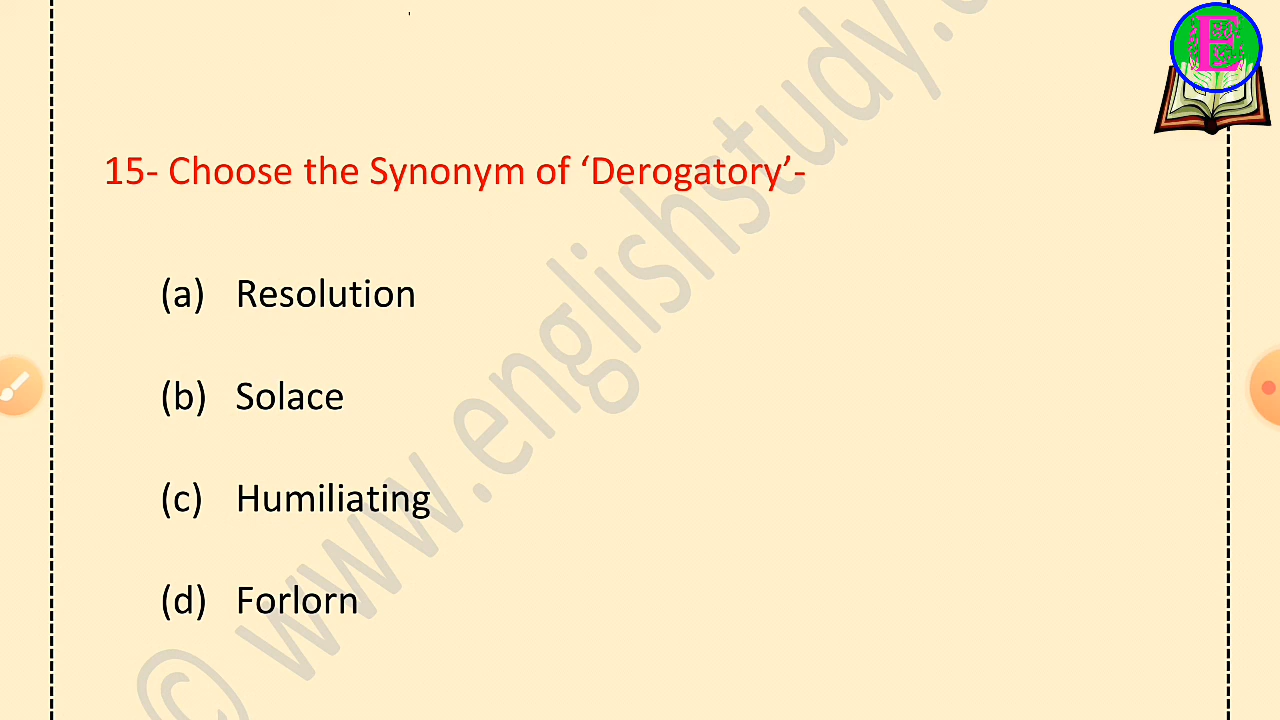 15- Choose the Synonym of ‘Derogatory’-
(a) Resolution
(b) Solace
(c) Humiliating
(d) Forlorn
© www.englishstudy.c
E